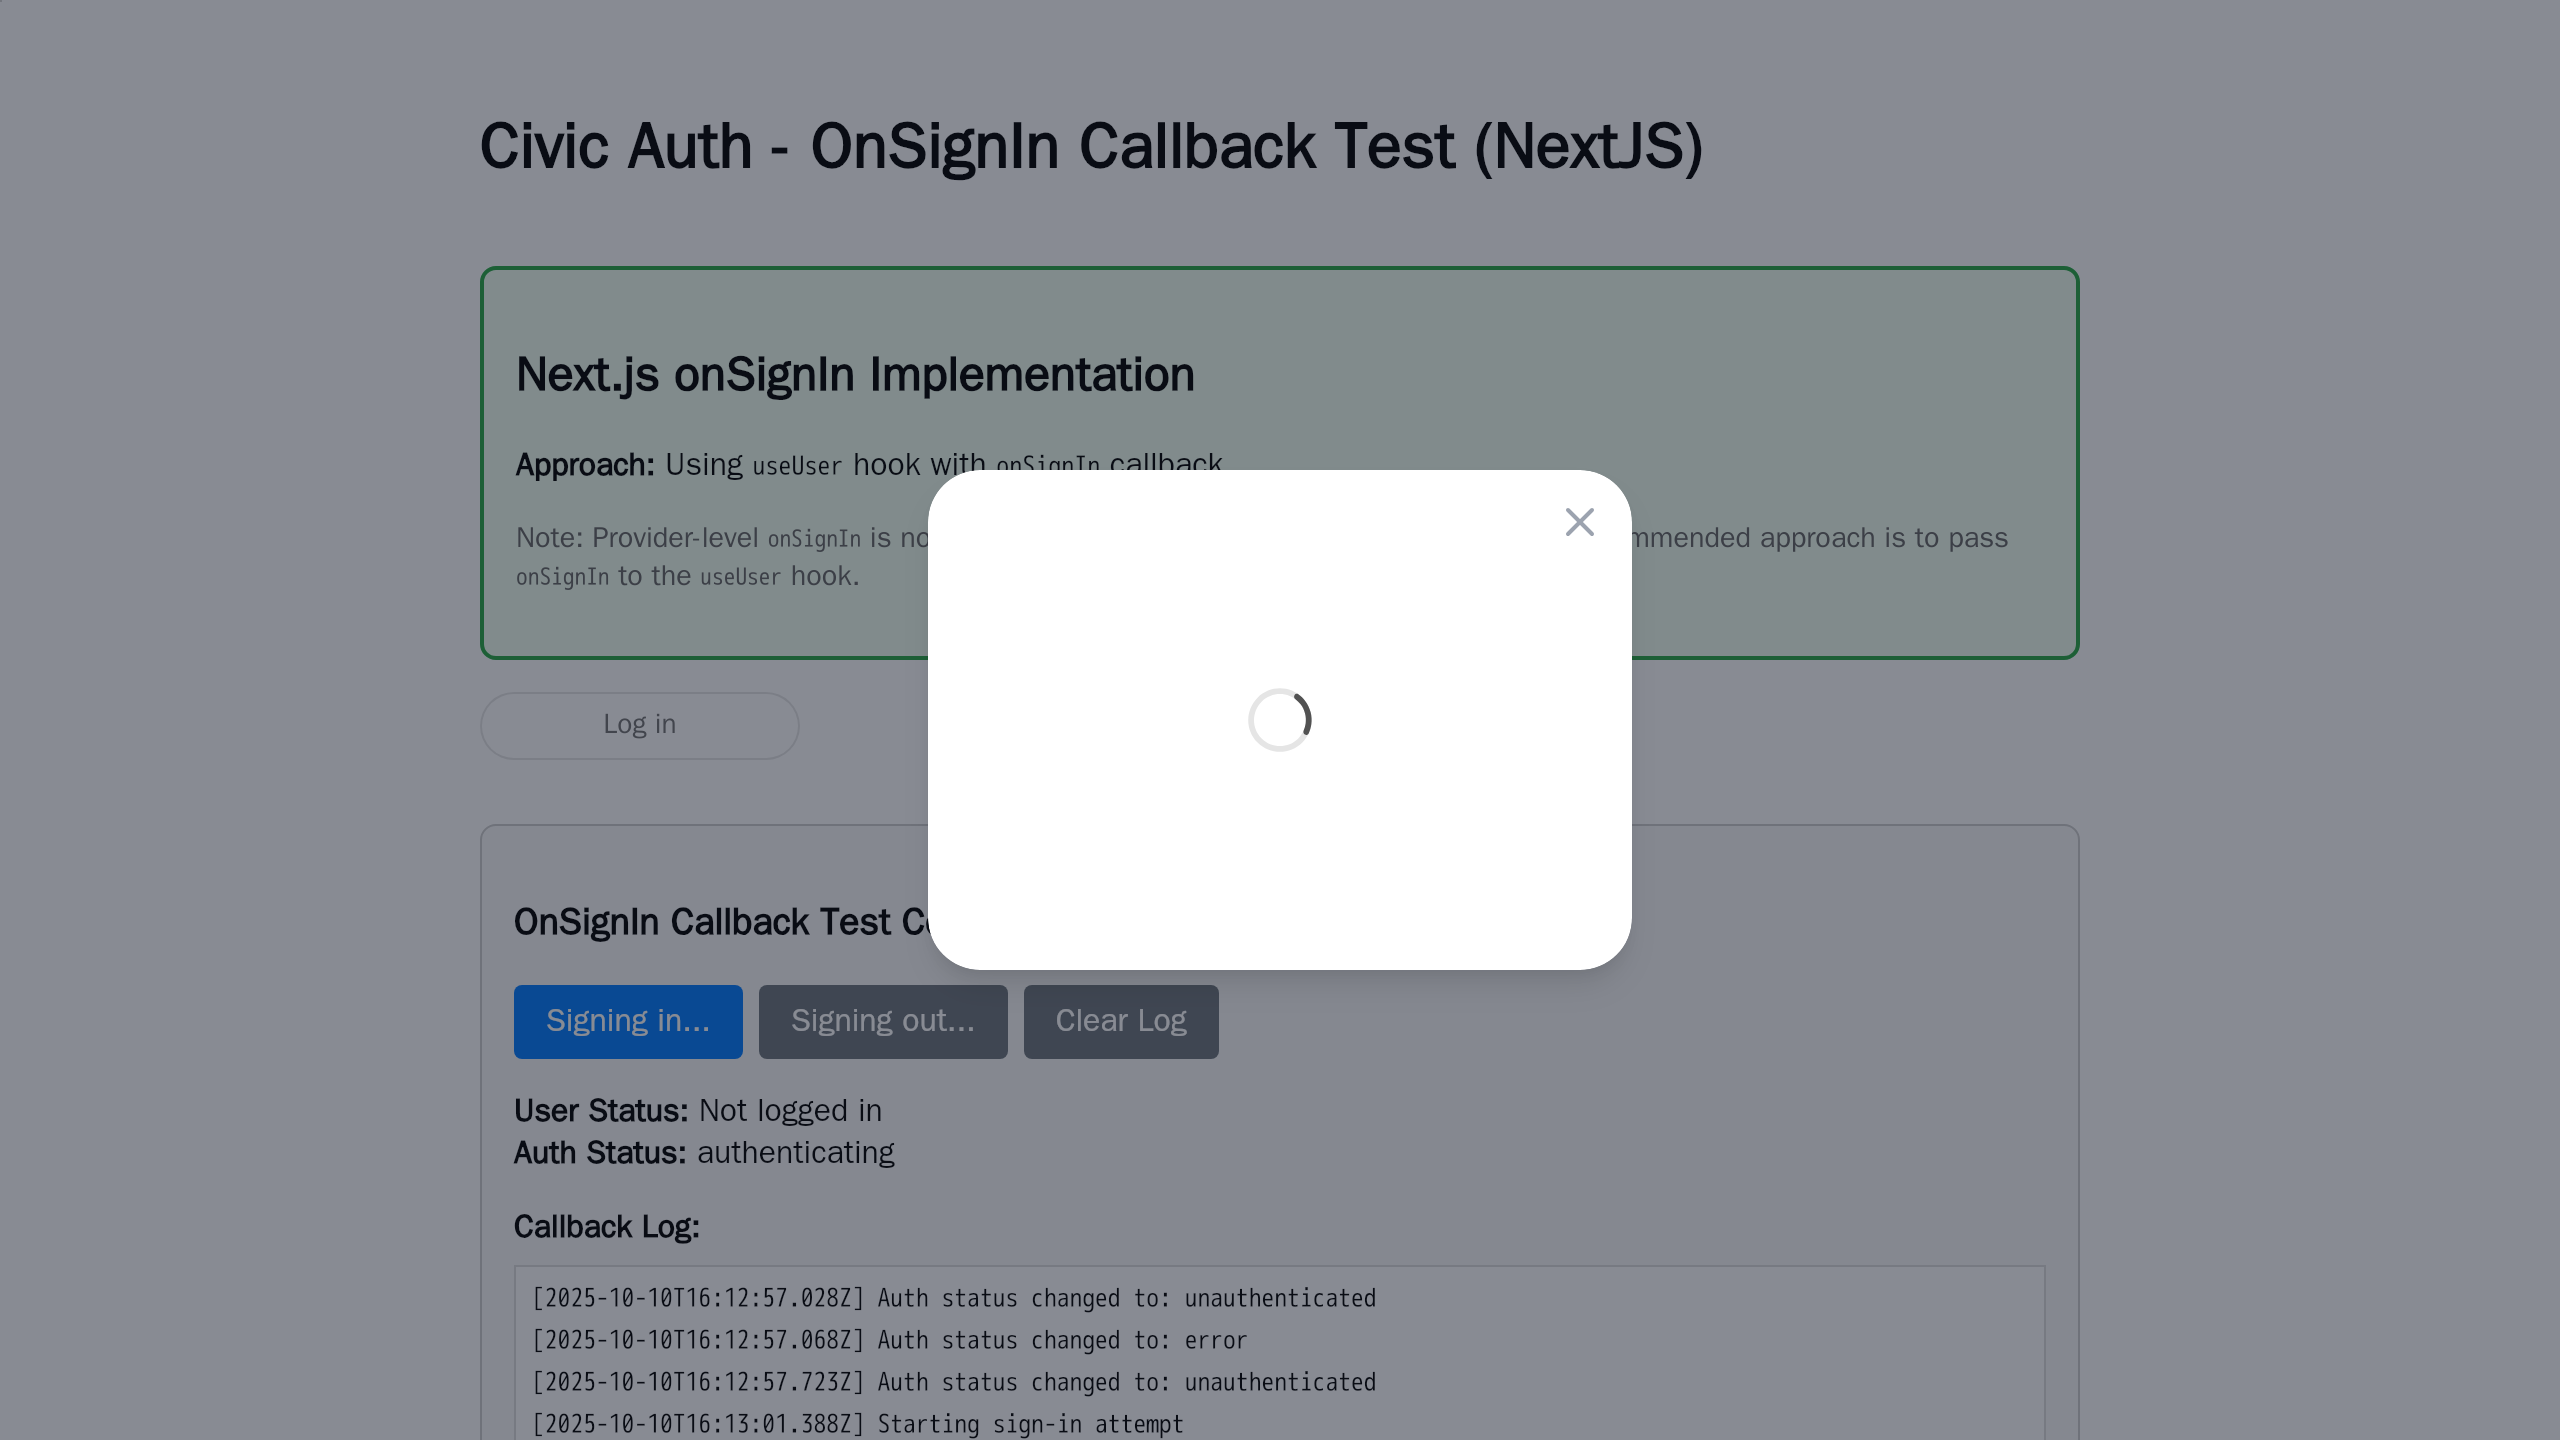 Civic Auth - OnSignIn Callback Test (NextJS)
Next.js onSignIn Implementation
Approach: Using useUser hook with onSignIn callback
Note: Provider-level onSignIn is no mmended approach is to pass
onSignIn to the useUser hook.
Log in
OnSignIn Callback Test C
Signing in... Signing out... Clear Log
User Status: Not logged in
Auth Status: authenticating
Callback Log:
[2025-10-10T16:12:57.028Z] Auth status changed to: unauthenticated
[2025-10-10T16:12:57.068Z] Auth status changed to: error
[2025-10-10T16:12:57.723Z] Auth status changed to: unauthenticated
[2025-10-10T16:13:01.388Z] Starting sign-in attempt